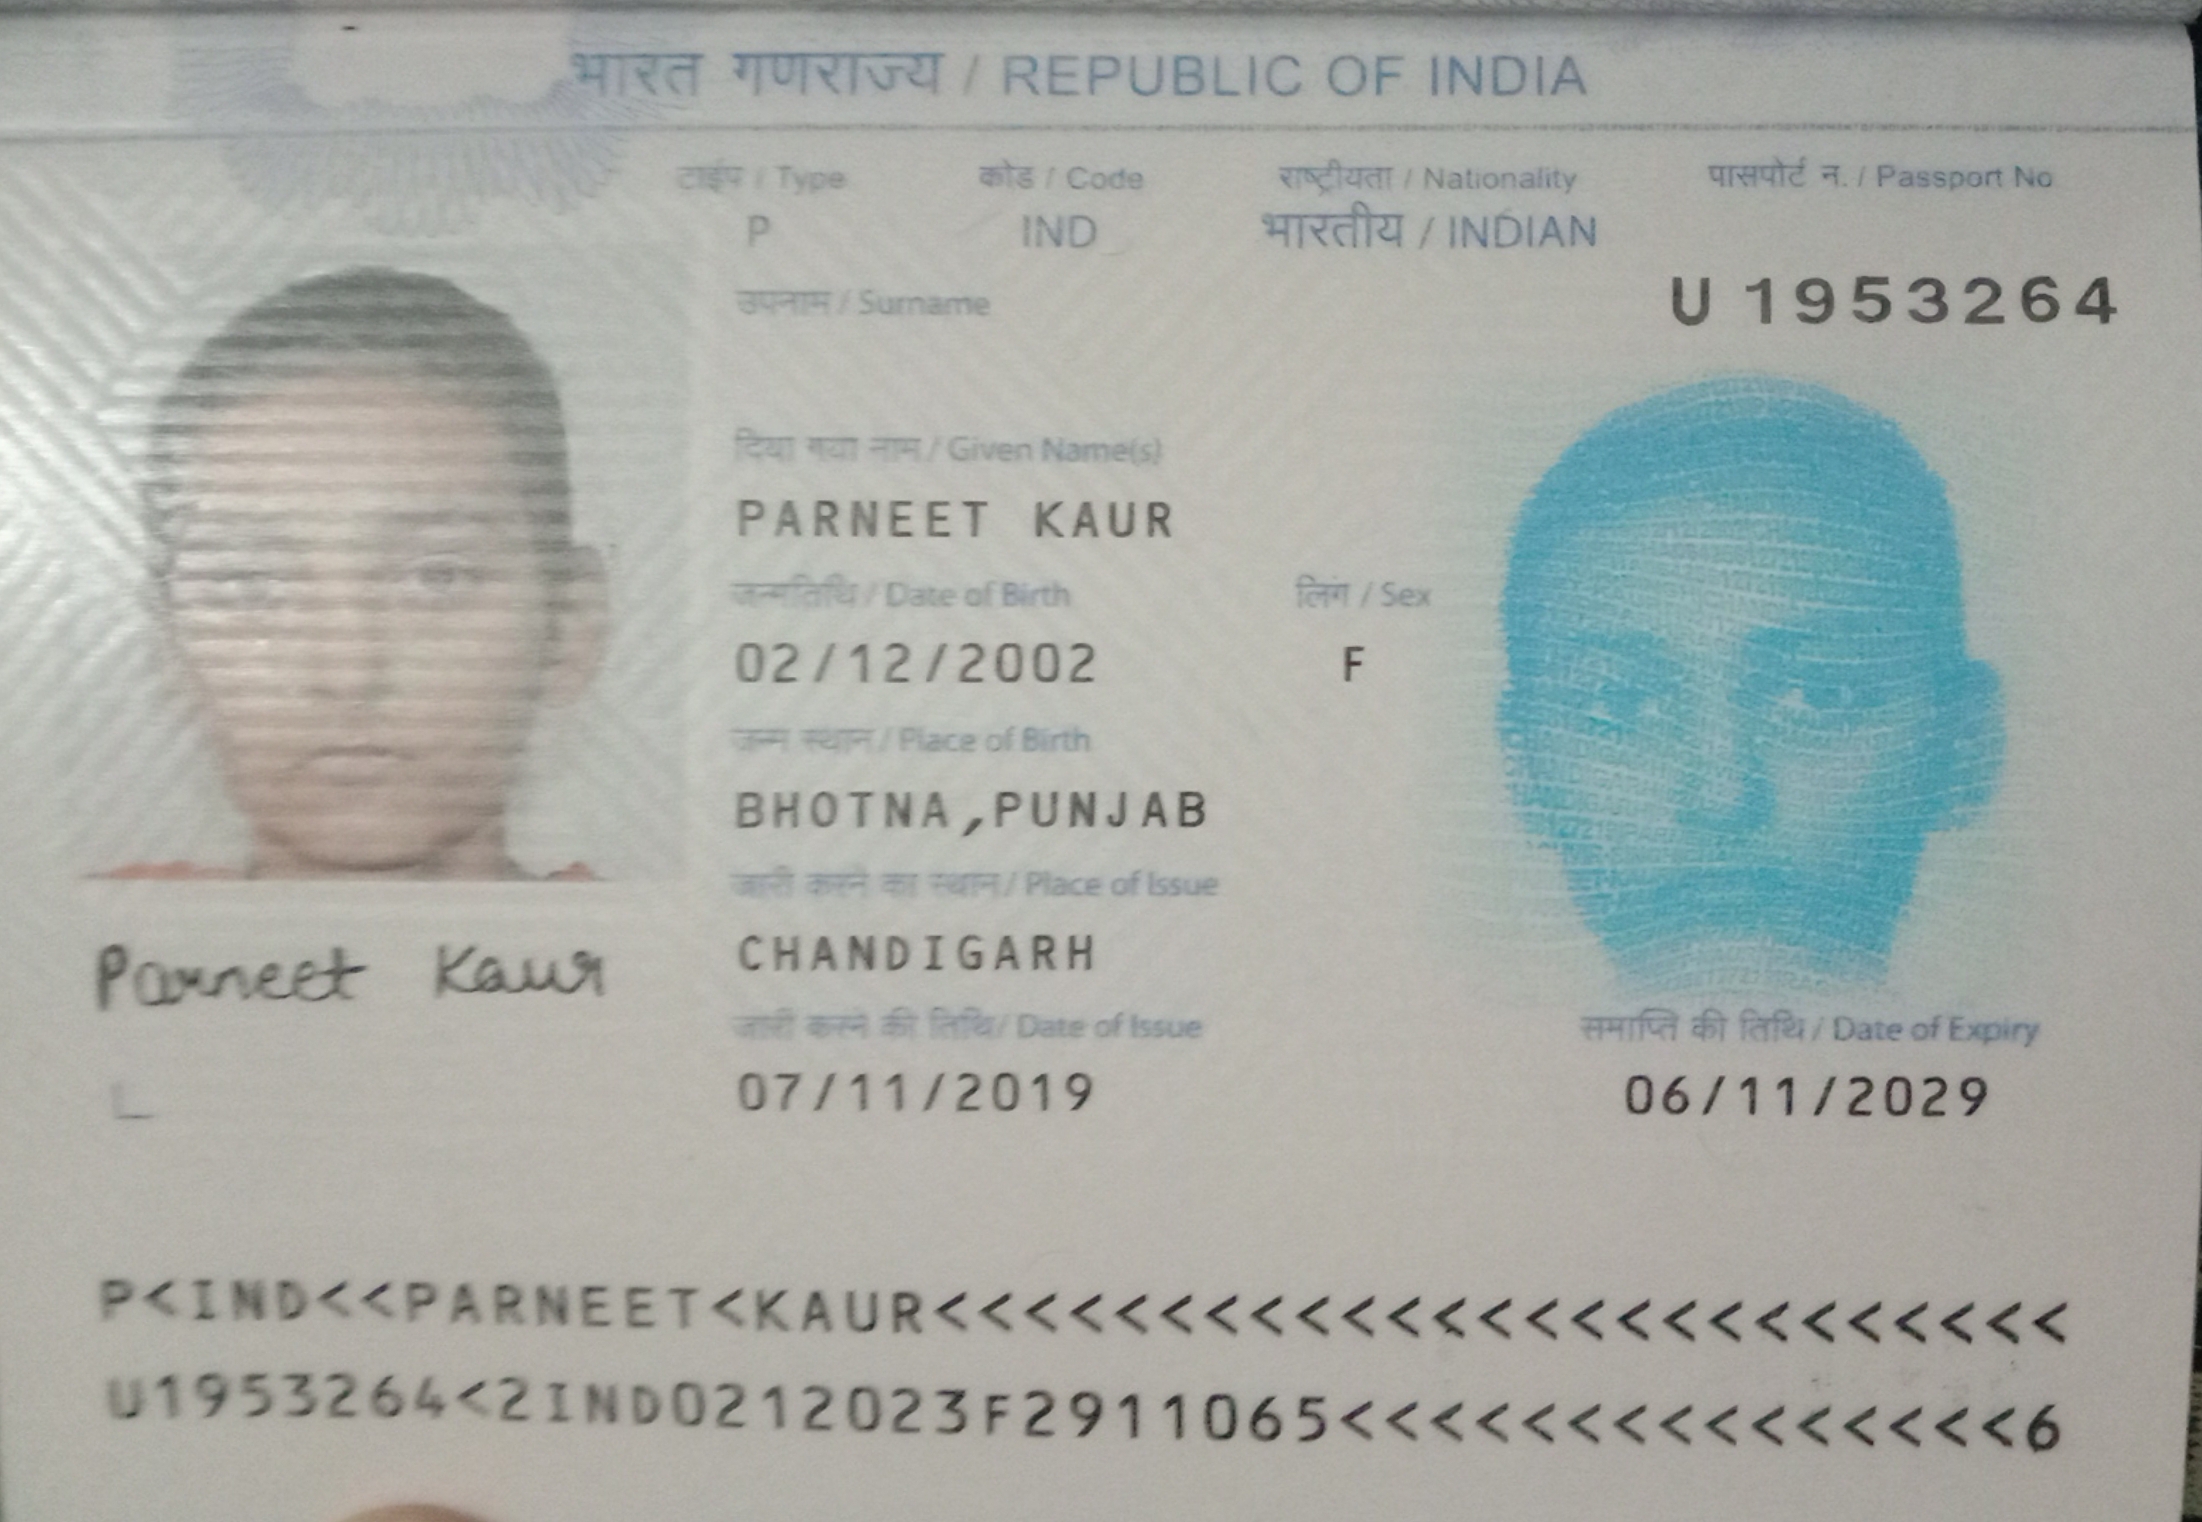 भारत गणराज्य / REPUBLIC OF INDIA
टाईप / Type कोड / Code राष्ट्रीयता / Nationality पासपोर्ट न. / Passport No
P IND भारतीय / INDIAN
U 1953264
उपनाम / Surname
दिया गया नाम / Given Name(s)
PARNEET KAUR
जन्मतिथि / Date of Birth लिंग / Sex
02/12/2002 F
जन्म स्थान / Place of Birth
BHOTNA,PUNJAB
जारी करने का स्थान / Place of Issue
CHANDIGARH
Parneet Kaur
जारी करने की तिथि / Date of Issue समाप्ति की तिथि / Date of Expiry
07/11/2019 06/11/2029
P<IND<<PARNEET<KAUR<<<<<<<<<<<<<<<<<<<<<<<<<
U1953264<2IND0212023F2911065<<<<<<<<<<<<<<<6